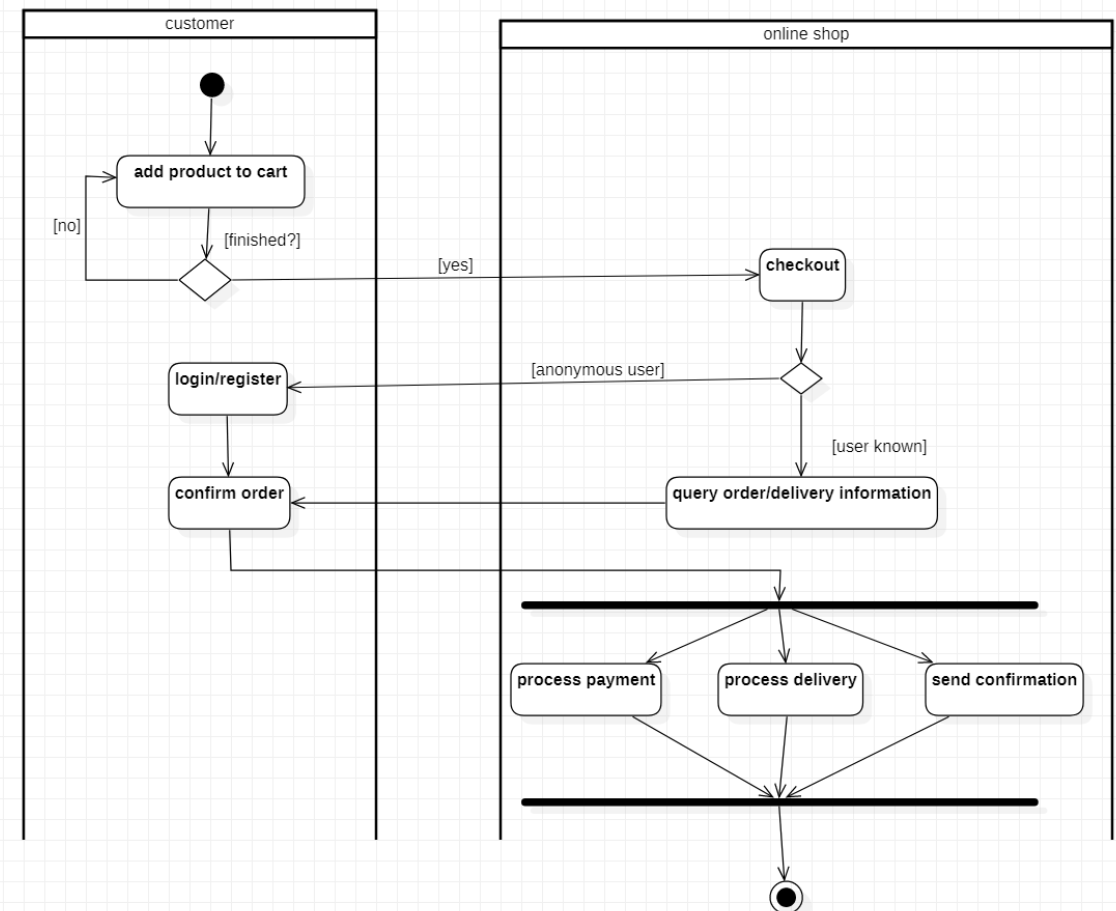 customer
online shop
add product to cart
[no]
[finished?]
[yes]
checkout
login/register
[anonymous user]
[user known]
confirm order
query order/delivery information
process payment
process delivery
send confirmation